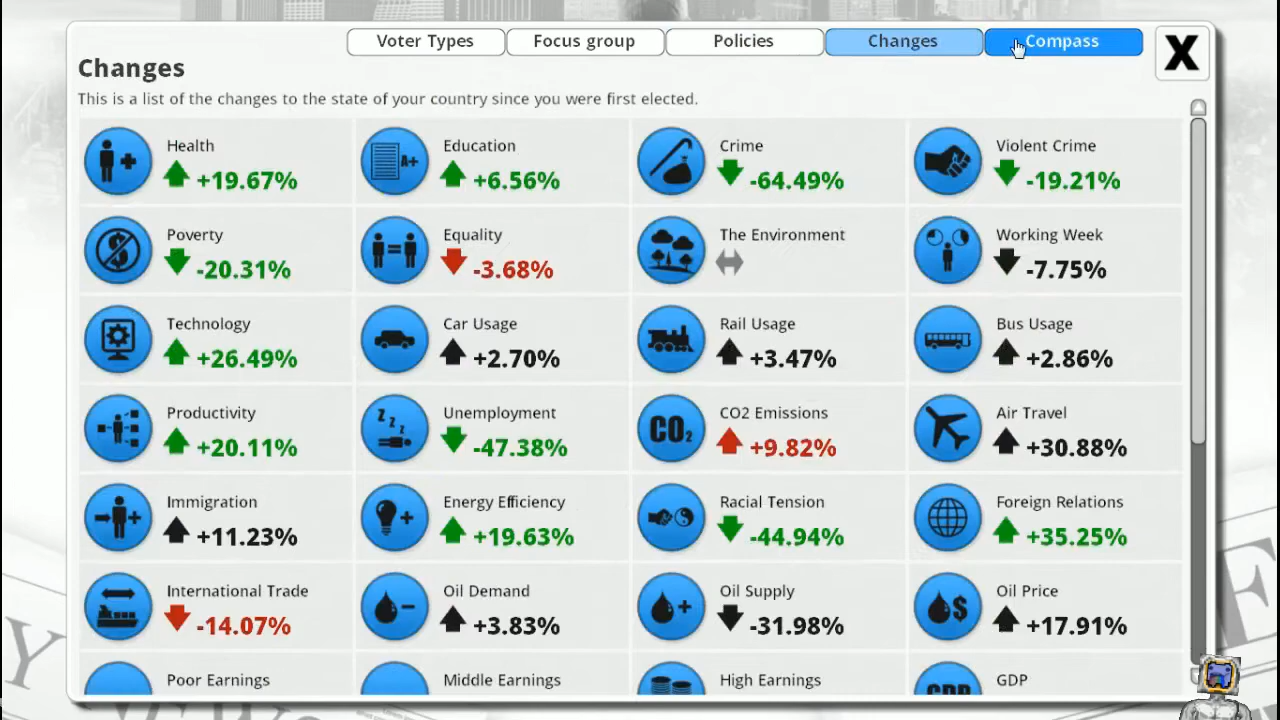 Voter Types Focus group Policies Changes Compass X
Changes
This is a list of the changes to the state of your country since you were first elected.
Health Education Crime Violent Crime
+19.67% A+ +6.56% -64.49% -19.21%
Poverty Equality The Environment Working Week
-20.31% -3.68% -7.75%
Technology Car Usage Rail Usage Bus Usage
+26.49% +2.70% +3.47% +2.86%
Productivity Unemployment CO2 Emissions Air Travel
+20.11% Z Z Z -47.38% CO2 +9.82% +30.88%
Immigration Energy Efficiency Racial Tension Foreign Relations
+11.23% +19.63% -44.94% +35.25%
International Trade Oil Demand Oil Supply Oil Price
-14.07% +3.83% -31.98% $ +17.91%
Poor Earnings Middle Earnings High Earnings GDP
GDP